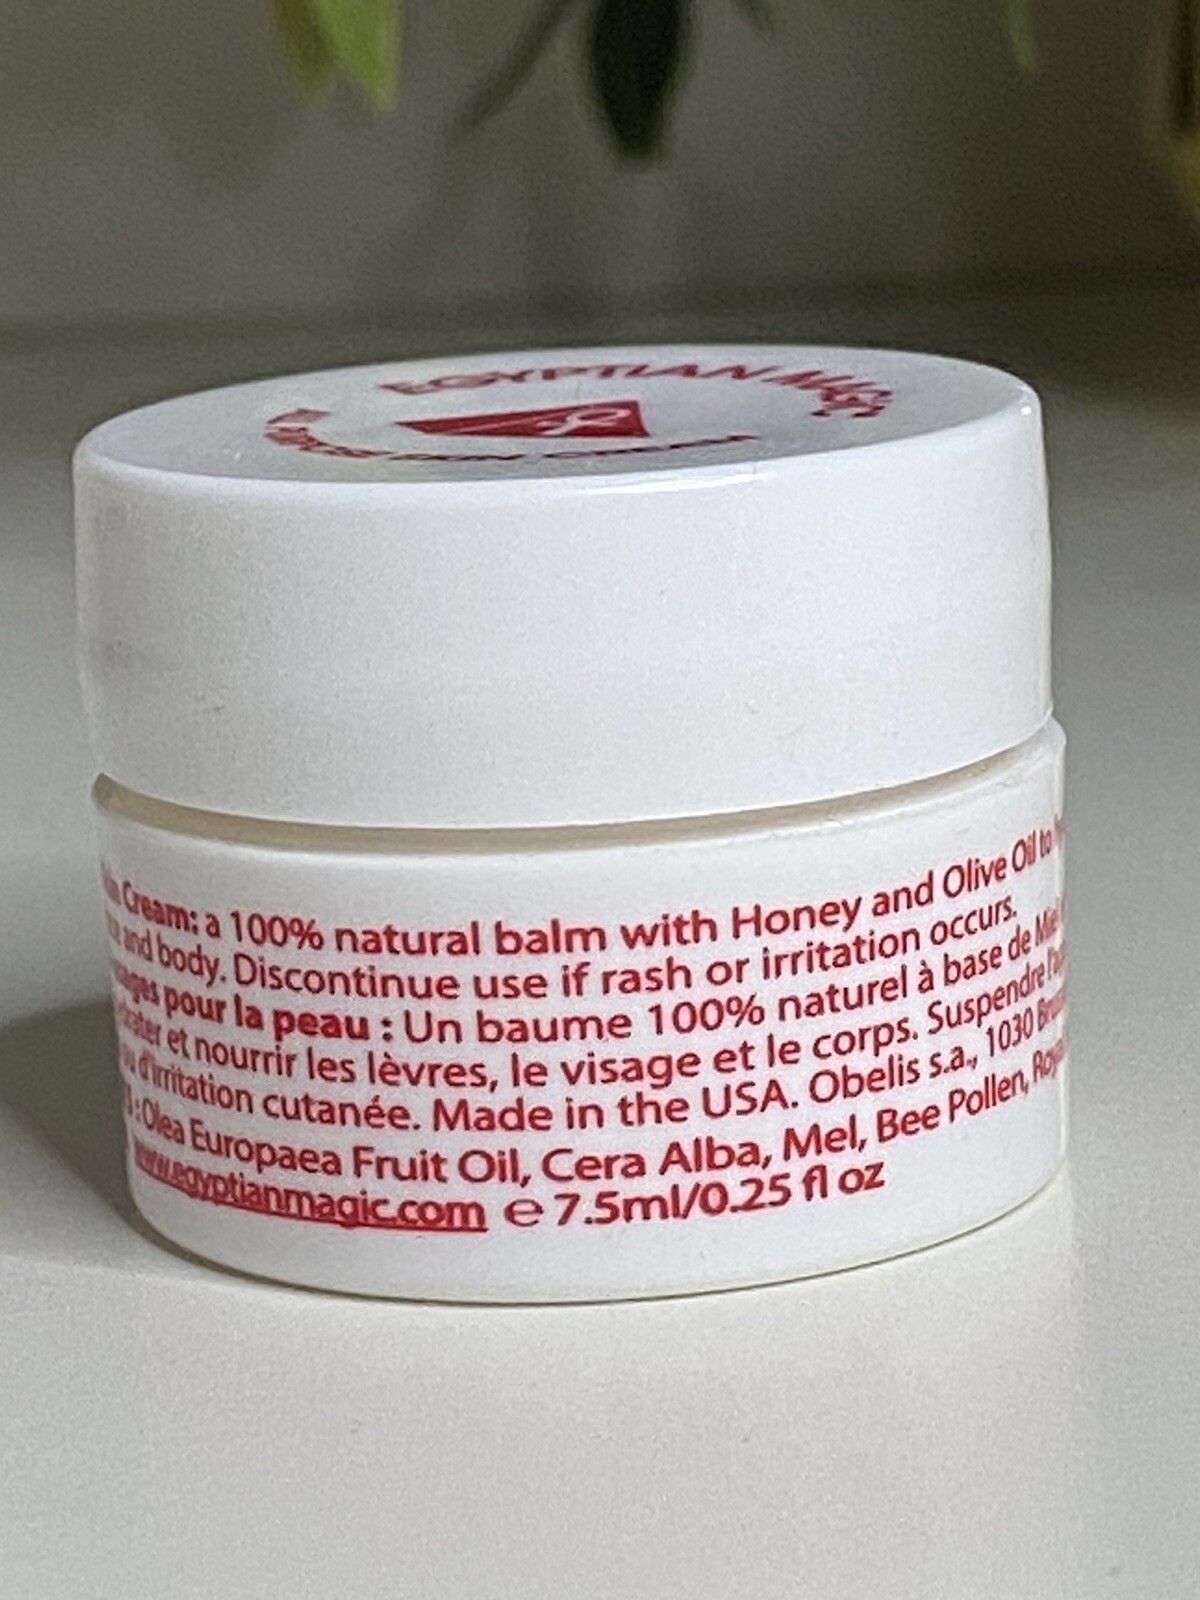 EGYPTIAN MAGIC
SKIN CREAM
Cream: a 100% natural balm with Honey and Olive Oil to
and body. Discontinue use if rash or irritation occurs.
pour la peau : Un baume 100% naturel à base de Miel
et nourrir les lèvres, le visage et le corps. Suspendre
ou d'irritation cutanée. Made in the USA. Obelis s.a., 1030
: Olea Europaea Fruit Oil, Cera Alba, Mel, Bee Pollen,
www.egyptianmagic.com e 7.5ml/0.25 fl oz